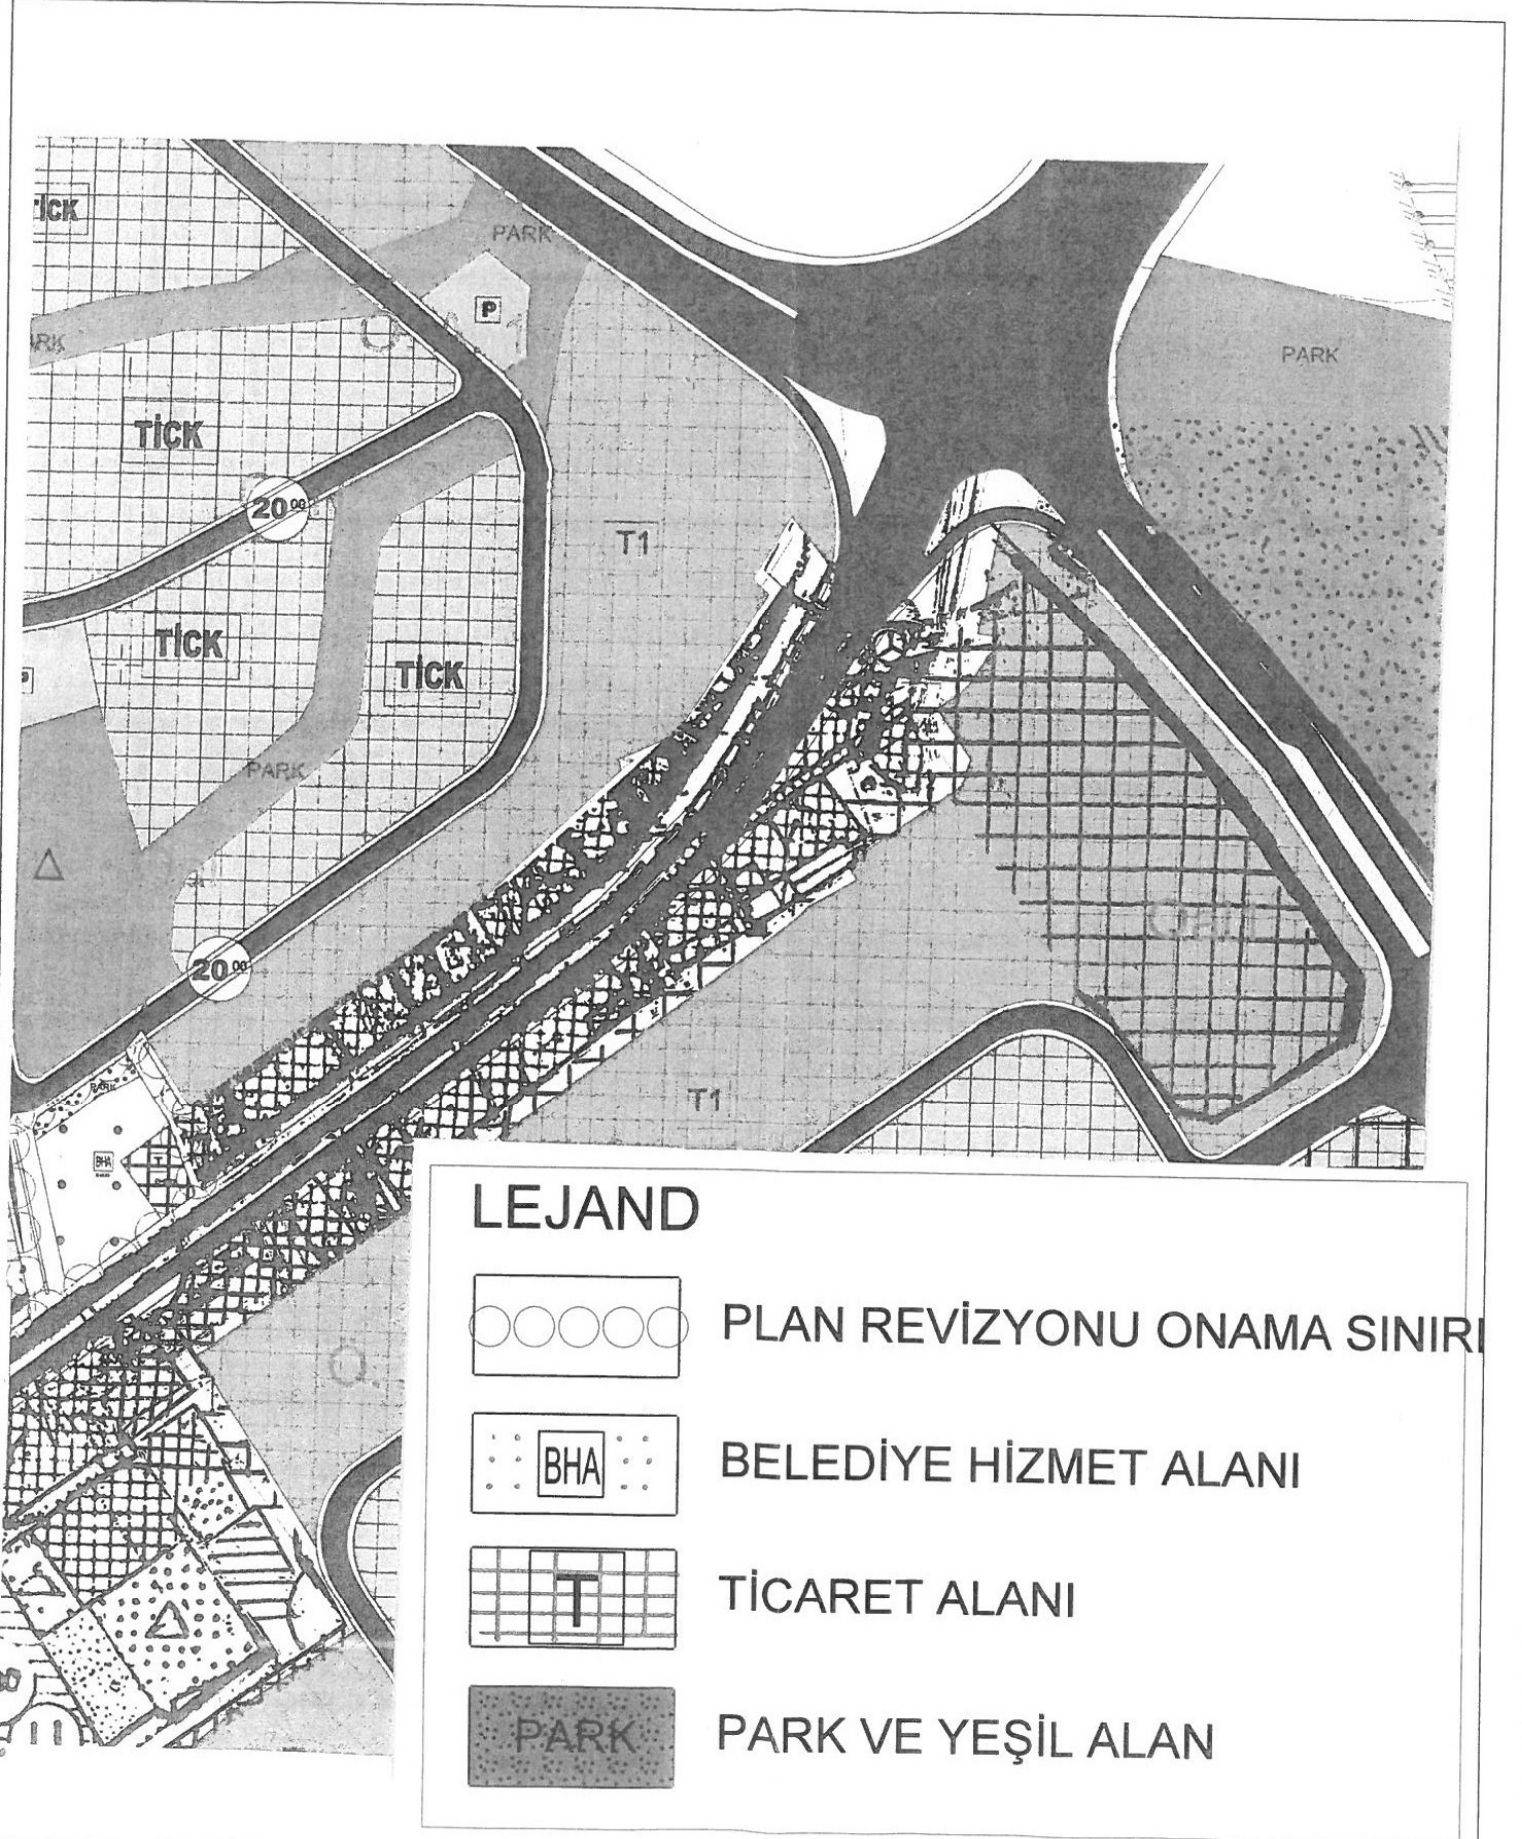 TİCK
PARK
P
PARK
TİCK
20 00
T1
TİCK
TİCK
PARK
20 00
PARK
BHA
T
T1
LEJAND
PLAN REVİZYONU ONAMA SINIRI
BHA
BELEDİYE HİZMET ALANI
T
TİCARET ALANI
PARK
PARK VE YEŞİL ALAN